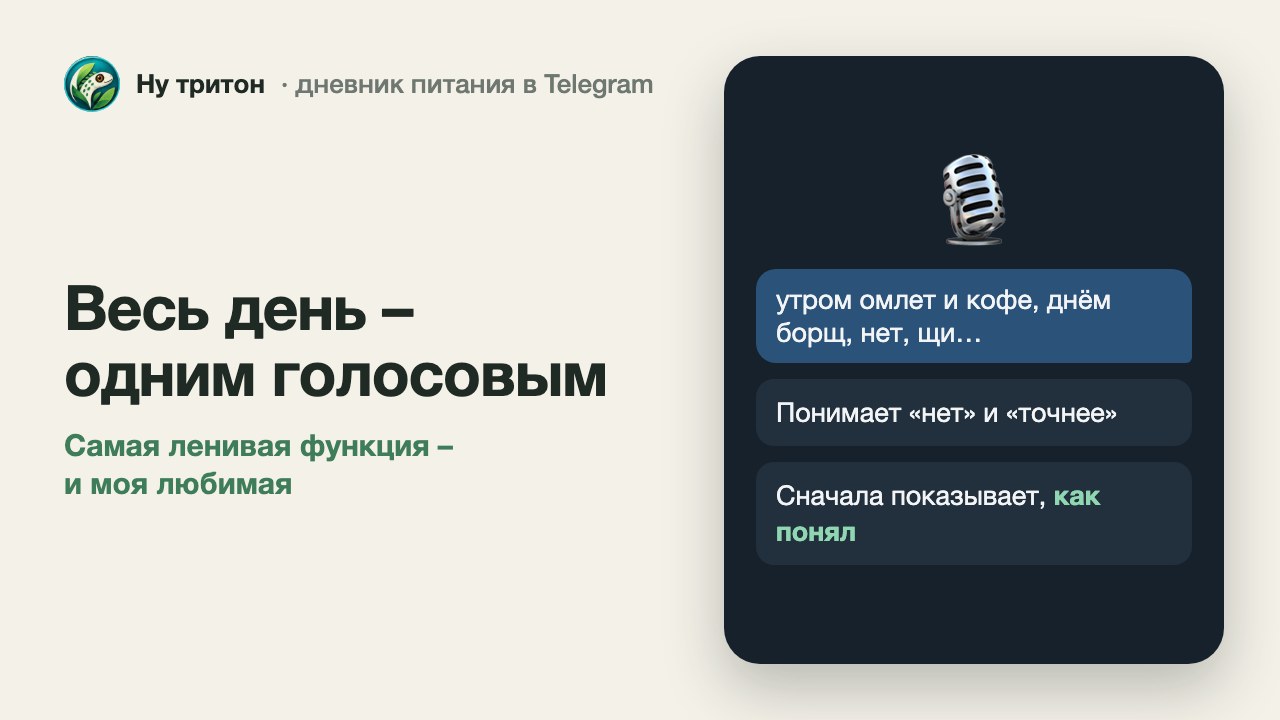 Ну тритон · дневник питания в Telegram
Весь день –
одним голосовым
Самая ленивая функция –
и моя любимая
утром омлет и кофе, днём
борщ, нет, щи…
Понимает «нет» и «точнее»
Сначала показывает, как
понял